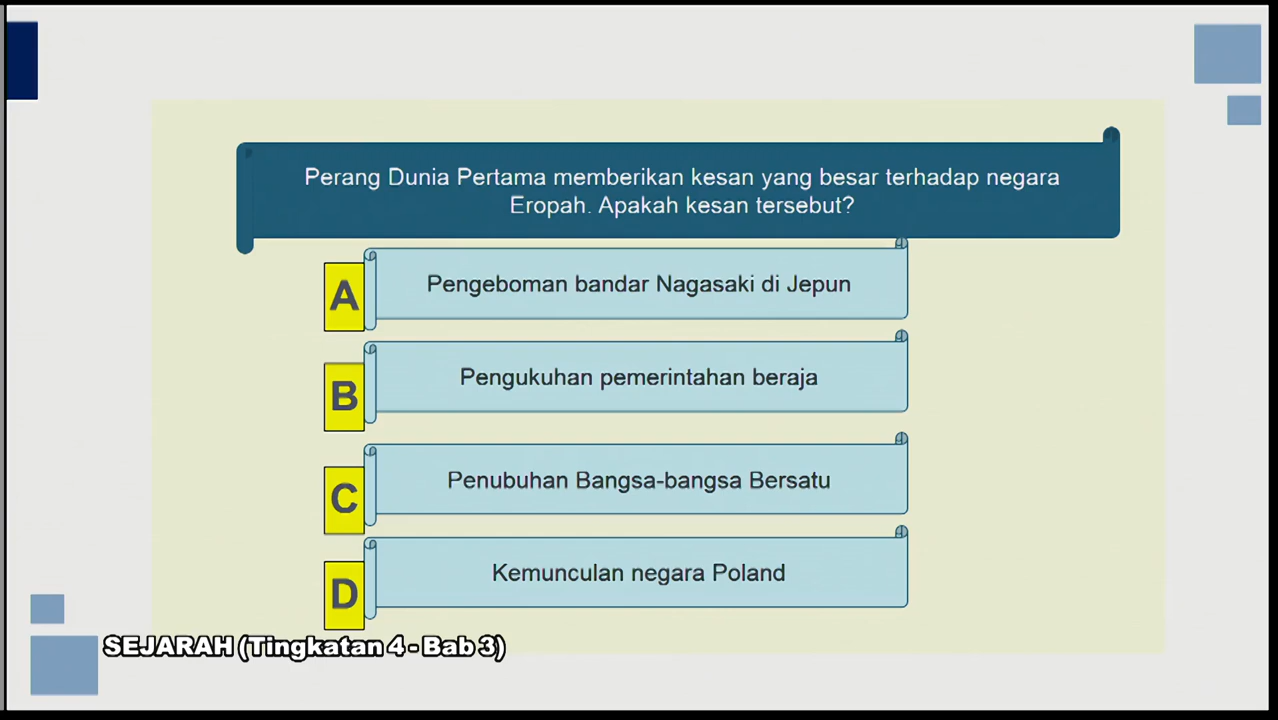 Perang Dunia Pertama memberikan kesan yang besar terhadap negara
Eropah. Apakah kesan tersebut?
A
Pengeboman bandar Nagasaki di Jepun
B
Pengukuhan pemerintahan beraja
C
Penubuhan Bangsa-bangsa Bersatu
D
Kemunculan negara Poland
SEJARAH (Tingkatan 4 - Bab 3)